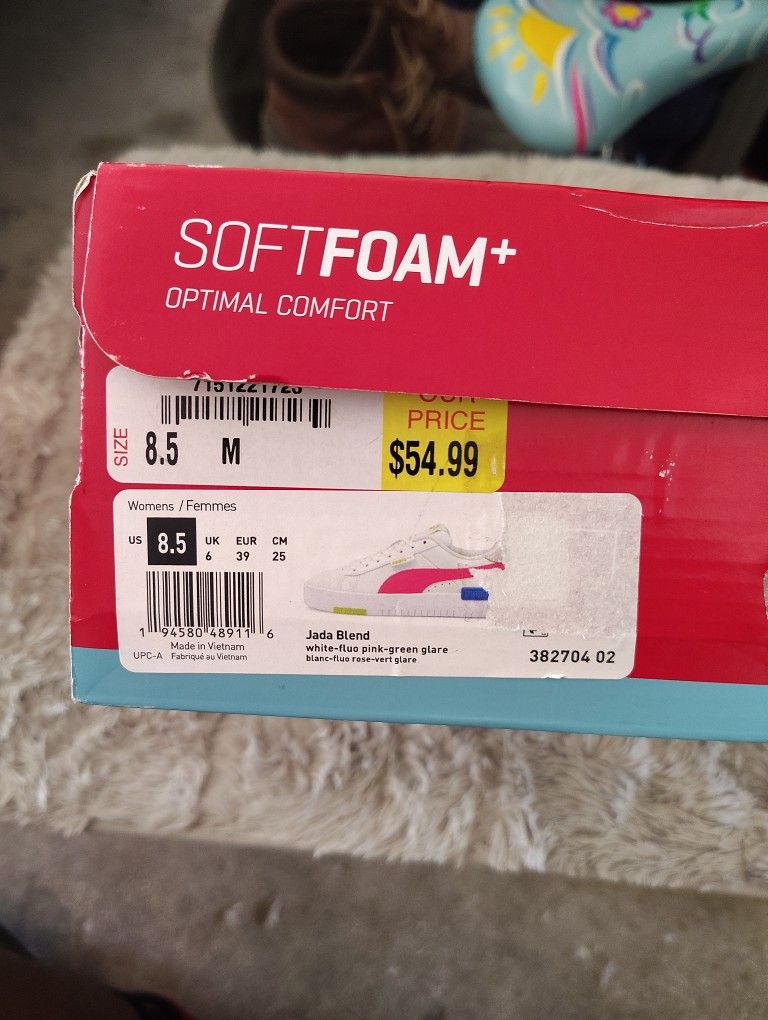 SOFTFOAM+
OPTIMAL COMFORT
OUR
PRICE
$54.99
SIZE 8.5 M
Womens / Femmes
US 8.5 UK 6 EUR 39 CM 25
1 94580 48911 6
Made in Vietnam
UPC-A Fabriqué au Vietnam
Jada Blend
white-fluo pink-green glare
blanc-fluo rose-vert glare
382704 02